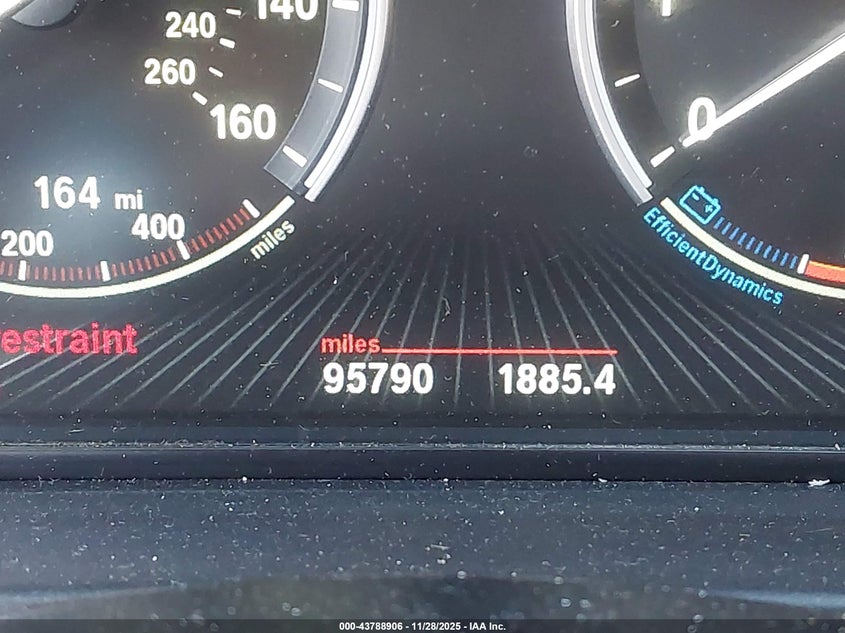 140
240
260
160
164 mi
200
400
miles
0
EfficientDynamics
estraint
miles
95790 1885.4
000-43788906 - 11/28/2025 - IAA Inc.